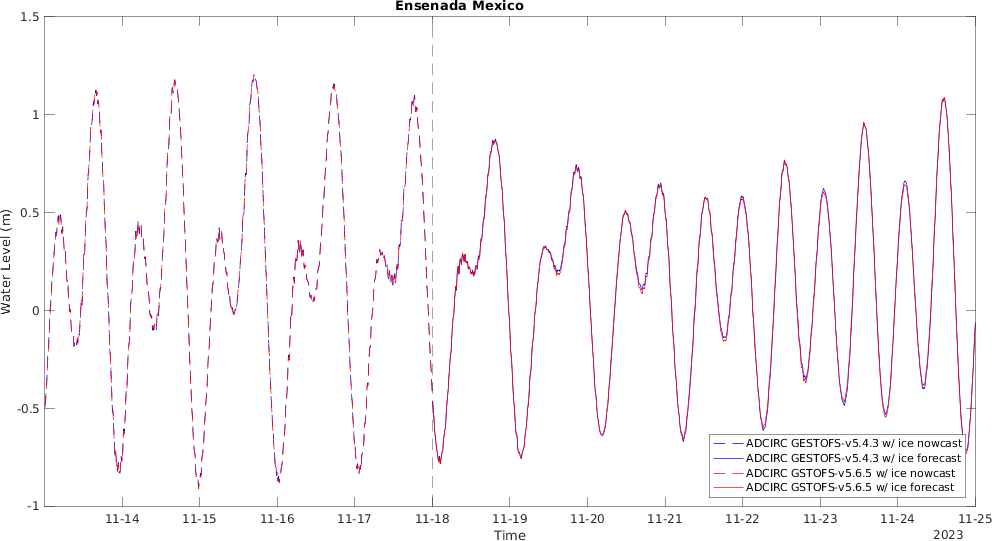 Ensenada Mexico
1.5
1
0.5
0
-0.5
-1
Water Level (m)
ADCIRC GESTOFS-v5.4.3 w/ ice nowcast
ADCIRC GESTOFS-v5.4.3 w/ ice forecast
ADCIRC GSTOFS-v5.6.5 w/ ice nowcast
ADCIRC GSTOFS-v5.6.5 w/ ice forecast
11-14 11-15 11-16 11-17 11-18 11-19 11-20 11-21 11-22 11-23 11-24 11-25
Time
2023